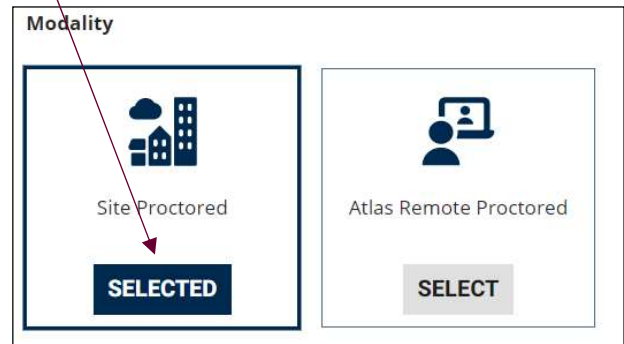 Modality
Site Proctored
Atlas Remote Proctored
SELECTED
SELECT